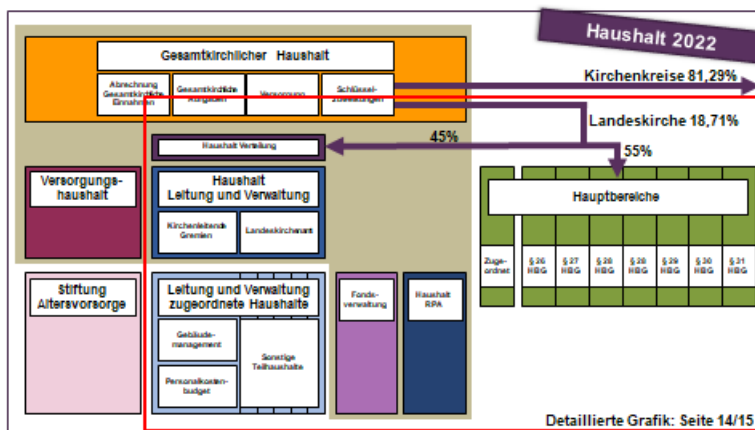 Haushalt 2022
Gesamtkirchlicher Haushalt
Abrechnung
Gesamtkirchliche
Einnahmen
Gesamtkirchliche
Aufgaben
Versorgung
Schlüssel-
zuweisungen
Kirchenkreise 81,29%
Landeskirche 18,71%
45%
55%
Haushalt Verteilung
Versorgungs-
haushalt
Haushalt
Leitung und Verwaltung
Kirchenleitende
Gremien
Landeskirchenamt
Hauptbereiche
Zuge-
ordnet
§ 26
HBG
§ 27
HBG
§ 28
HBG
§ 28
HBG
§ 29
HBG
§ 30
HBG
§ 31
HBG
Stiftung
Altersvorsorge
Leitung und Verwaltung
zugeordnete Haushalte
Gebäude-
management
Personalkosten-
budget
Sonstige
Teilhaushalte
Fonds-
verwaltung
Haushalt
RPA
Detaillierte Grafik: Seite 14/15